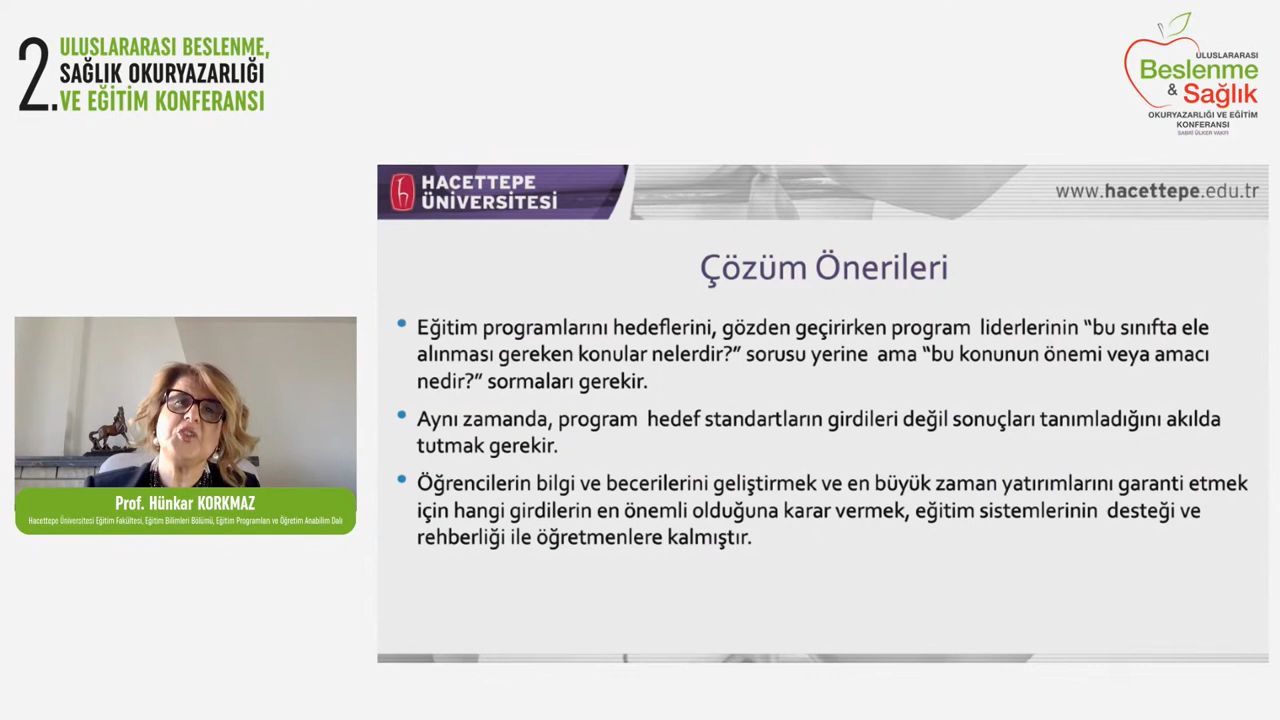 2.
ULUSLARARASI BESLENME,
SAĞLIK OKURYAZARLIĞI
VE EĞİTİM KONFERANSI
ULUSLARARASI
Beslenme
& Sağlık
OKURYAZARLIĞI VE EĞİTİM
KONFERANSI
SABRİ ÜLKER VAKFI
HACETTEPE
ÜNİVERSİTESİ
www.hacettepe.edu.tr
Çözüm Önerileri
• Eğitim programlarını hedeflerini, gözden geçirirken program liderlerinin “bu sınıfta ele
alınması gereken konular nelerdir?” sorusu yerine ama “bu konunun önemi veya amacı
nedir?” sormaları gerekir.
• Aynı zamanda, program hedef standartların girdileri değil sonuçları tanımladığını akılda
tutmak gerekir.
• Öğrencilerin bilgi ve becerilerini geliştirmek ve en büyük zaman yatırımlarını garanti etmek
için hangi girdilerin en önemli olduğuna karar vermek, eğitim sistemlerinin desteği ve
rehberliği ile öğretmenlere kalmıştır.
Prof. Hünkar KORKMAZ
Hacettepe Üniversitesi Eğitim Fakültesi, Eğitim Bilimleri Bölümü, Eğitim Programları ve Öğretim Anabilim Dalı